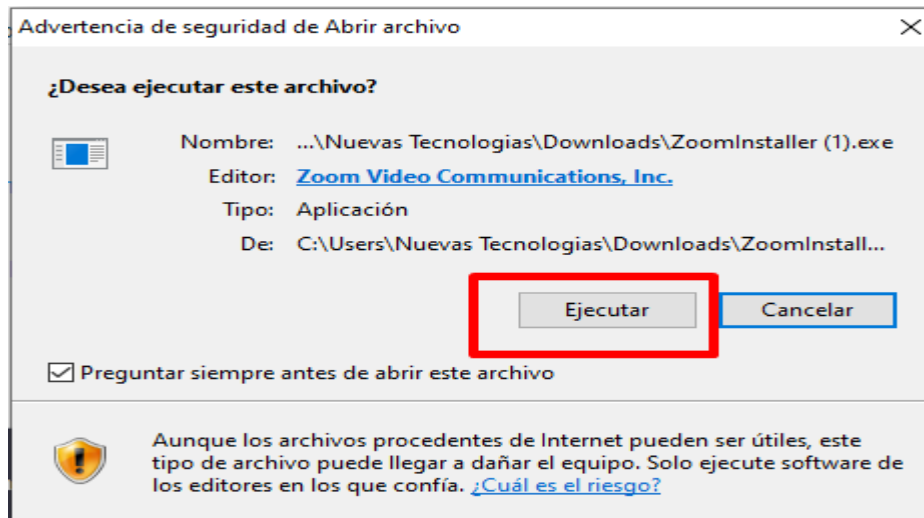 Advertencia de seguridad de Abrir archivo
¿Desea ejecutar este archivo?
Nombre: ...\Nuevas Tecnologias\Downloads\ZoomInstaller (1).exe
Editor: Zoom Video Communications, Inc.
Tipo: Aplicación
De: C:\Users\Nuevas Tecnologias\Downloads\ZoomInstall...
Ejecutar Cancelar
Preguntar siempre antes de abrir este archivo
Aunque los archivos procedentes de Internet pueden ser útiles, este
tipo de archivo puede llegar a dañar el equipo. Solo ejecute software de
los editores en los que confía. ¿Cuál es el riesgo?